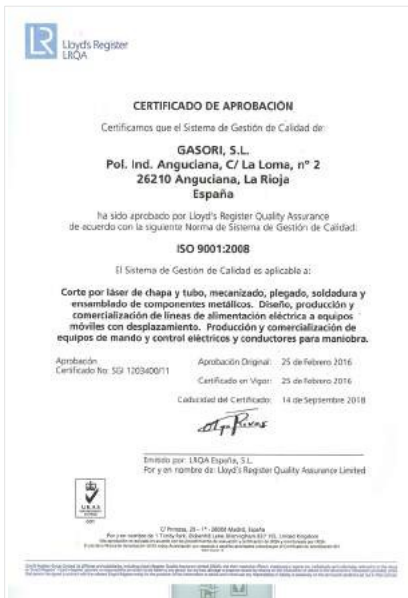 LR
Lloyd's Register
LRQA
CERTIFICADO DE APROBACIÓN
Certificamos que el Sistema de Gestión de Calidad de:
GASORI, S.L.
Pol. Ind. Anguciana, C/ La Loma, nº 2
26210 Anguciana, La Rioja
España
ha sido aprobado por Lloyd's Register Quality Assurance
de acuerdo con la siguiente Norma de Sistema de Gestión de Calidad:
ISO 9001:2008
El Sistema de Gestión de Calidad es aplicable a:
Corte por láser de chapa y tubo, mecanizado, plegado, soldadura y
ensamblado de componentes metálicos. Diseño, producción y
comercialización de líneas de alimentación eléctrica a equipos
móviles con desplazamiento. Producción y comercialización de
equipos de mando y control eléctricos y conductores para maniobra.
Aprobación
Certificado No: SGI 1203400/11
Aprobación Original: 25 de Febrero 2016
Certificado en Vigor: 25 de Febrero 2016
Caducidad del Certificado: 14 de Septiembre 2018
Emitido por: LRQA España, S.L.
Por y en nombre de: Lloyd's Register Quality Assurance Limited
UKAS
C/ Princesa, 29 - 1º - 28008 Madrid, España